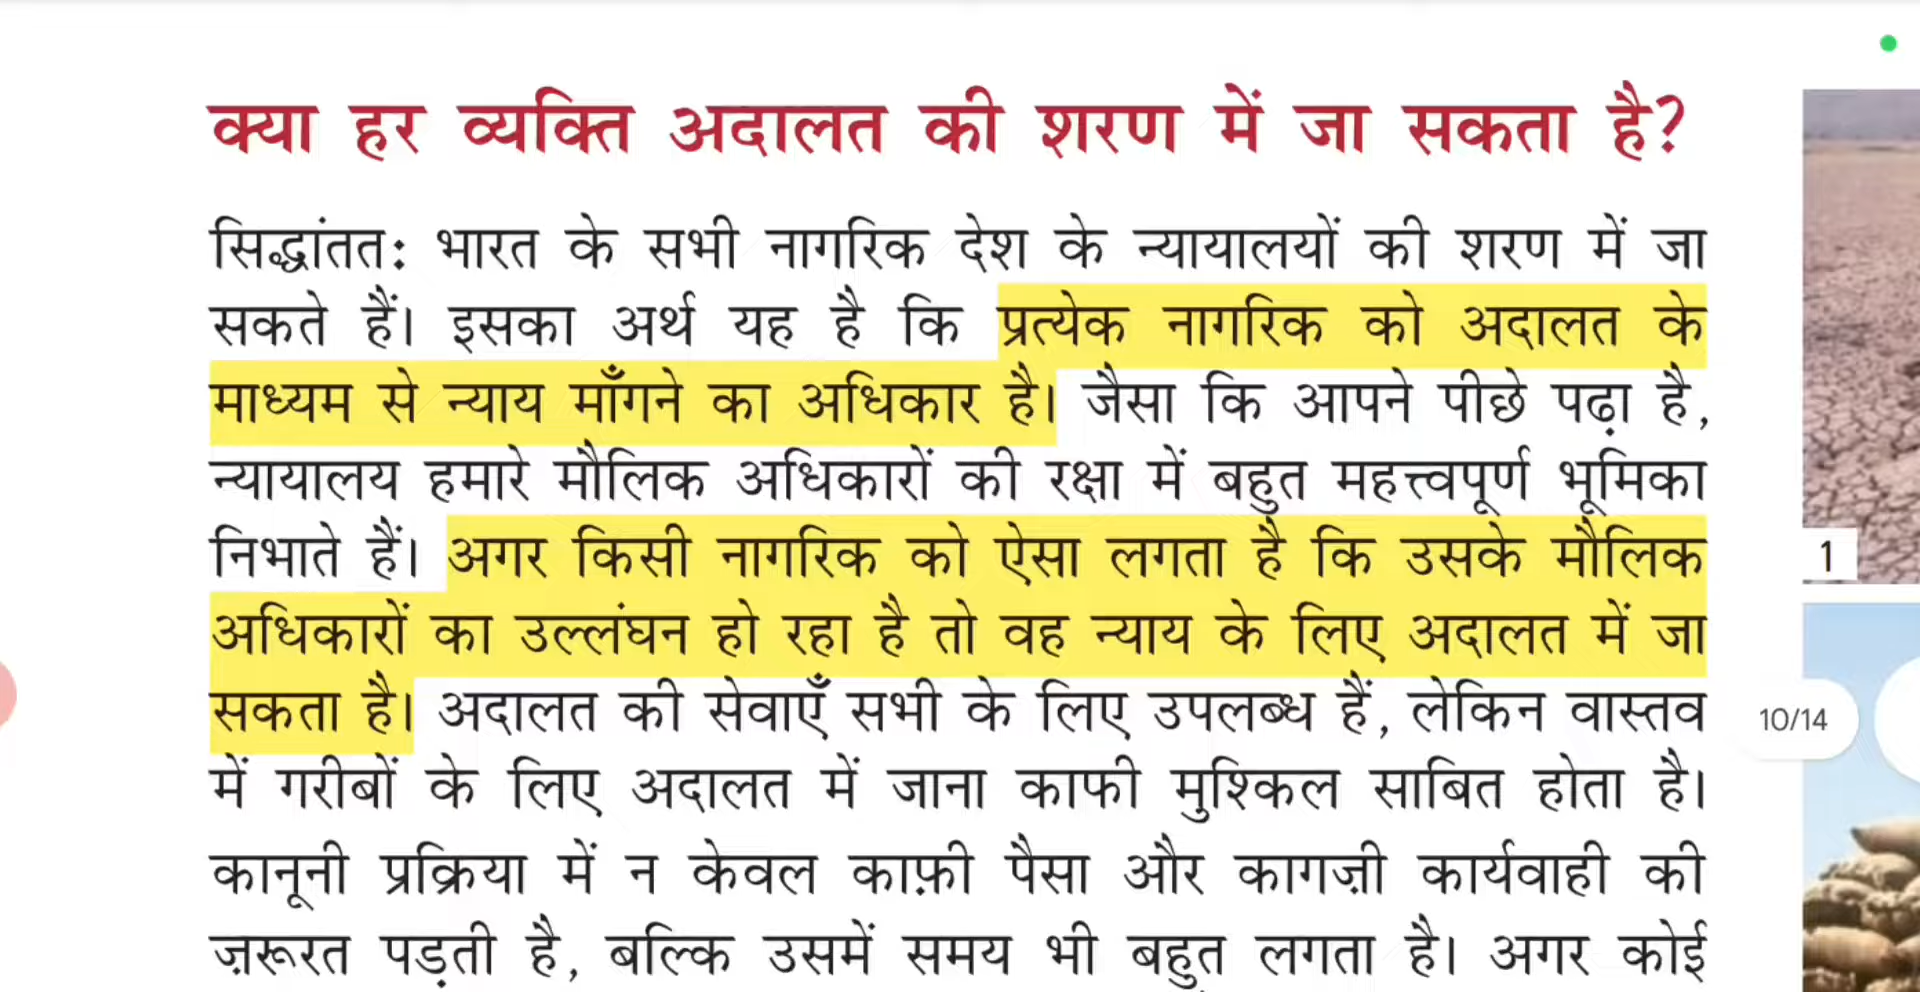 क्या हर व्यक्ति अदालत की शरण में जा सकता है?
सिद्धांततः भारत के सभी नागरिक देश के न्यायालयों की शरण में जा
सकते हैं। इसका अर्थ यह है कि प्रत्येक नागरिक को अदालत के
माध्यम से न्याय माँगने का अधिकार है। जैसा कि आपने पीछे पढ़ा है,
न्यायालय हमारे मौलिक अधिकारों की रक्षा में बहुत महत्त्वपूर्ण भूमिका
निभाते हैं। अगर किसी नागरिक को ऐसा लगता है कि उसके मौलिक
अधिकारों का उल्लंघन हो रहा है तो वह न्याय के लिए अदालत में जा
सकता है। अदालत की सेवाएँ सभी के लिए उपलब्ध हैं, लेकिन वास्तव
में गरीबों के लिए अदालत में जाना काफी मुश्किल साबित होता है।
कानूनी प्रक्रिया में न केवल काफ़ी पैसा और कागज़ी कार्यवाही की
ज़रूरत पड़ती है, बल्कि उसमें समय भी बहुत लगता है। अगर कोई
1
10/14